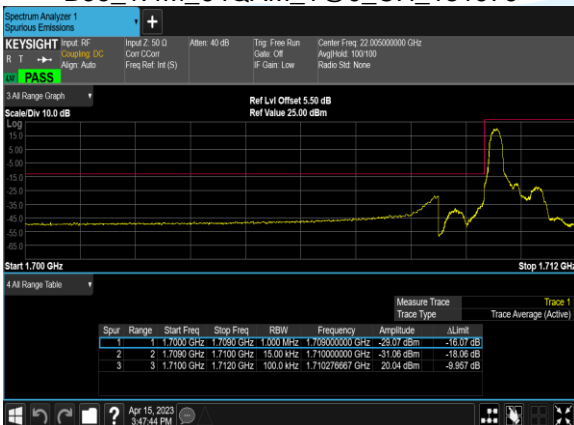 Spectrum Analyzer 1
Spurious Emissions
+
KEYSIGHT Input: RF Input Z: 50 Ω Atten: 40 dB Trig: Free Run Center Freq: 22.005000000 GHz
R T Coupling: DC Corr CCorr Gate: Off Avg|Hold: 100/100
Align: Auto Freq Ref: Int (S) IF Gain: Low Radio Std: None
PASS
3 All Range Graph
Ref Lvl Offset 5.50 dB
Scale/Div 10.0 dB Ref Value 25.00 dBm
Log
15.0
5.00
-5.00
-15.0
-25.0
-35.0
-45.0
-55.0
-65.0
Start 1.700 GHz Stop 1.712 GHz
4 All Range Table
Measure Trace Trace 1
Trace Type Trace Average (Active)
Spur Range Start Freq Stop Freq RBW Frequency Amplitude ΔLimit
1 1 1.7000 GHz 1.7090 GHz 1.000 MHz 1.709000000 GHz -29.07 dBm -16.07 dB
2 2 1.7090 GHz 1.7100 GHz 15.00 kHz 1.710000000 GHz -31.06 dBm -18.06 dB
3 3 1.7100 GHz 1.7120 GHz 100.0 kHz 1.710276667 GHz 20.04 dBm -9.957 dB
? Apr 15, 2023
3:47:44 PM